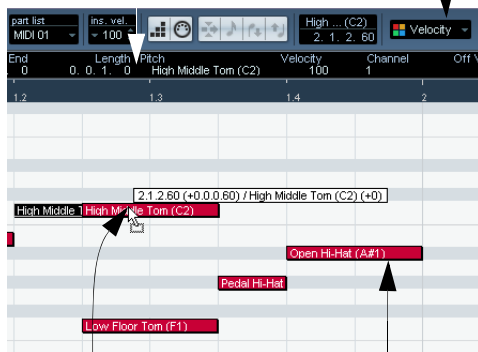 part list
ins. vel.
High ... (C2)
MIDI 01
100
2. 1. 2. 60
Velocity
End
Length
Pitch
Velocity
Channel
Off V
0
0. 0. 1. 0
High Middle Tom (C2)
100
1
1.2
1.3
1.4
2
2.1.2.60 (+0.0.0.60) / High Middle Tom (C2) (+0)
High Middle T
High Middle Tom (C2)
Open Hi-Hat (A#1)
Pedal Hi-Hat
Low Floor Tom (F1)